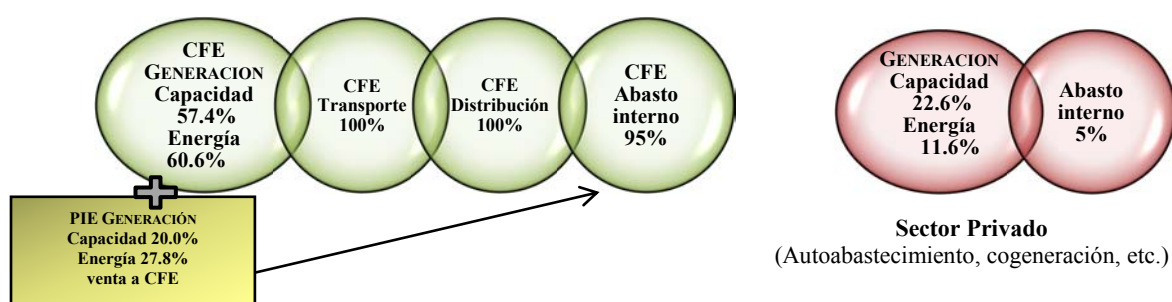 CFE
GENERACION
Capacidad
57.4%
Energía
60.6%
CFE
Transporte
100%
CFE
Distribución
100%
CFE
Abasto
interno
95%
PIE GENERACIÓN
Capacidad 20.0%
Energía 27.8%
venta a CFE
GENERACION
Capacidad
22.6%
Energía
11.6%
Abasto
interno
5%
Sector Privado
(Autoabastecimiento, cogeneración, etc.)